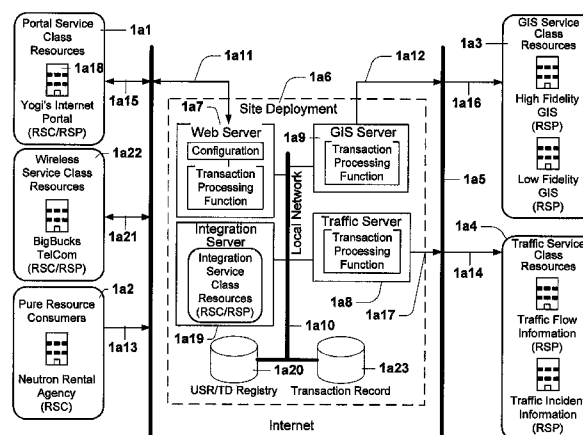 Portal Service
Class
Resources
1a18
Yogi's Internet
Portal
(RSC/RSP)
1a1
1a15
1a22
Wireless
Service Class
Resources
BigBucks
TelCom
(RSC/RSP)
1a21
1a2
Pure Resource
Consumers
Neutron Rental
Agency
(RSC)
1a13
1a11
1a6
1a12
Site Deployment
1a7
Web Server
Configuration
Transaction
Processing
Function
1a9
GIS Server
Transaction
Processing
Function
Local Network
Integration
Server
Integration
Service
Class
Resources
(RSC/RSP)
1a19
Traffic Server
Transaction
Processing
Function
1a8
1a17
1a10
1a20
USR/TD Registry
1a23
Transaction Record
Internet
1a3
GIS Service
Class
Resources
High Fidelity
GIS
(RSP)
Low Fidelity
GIS
(RSP)
1a16
1a5
1a4
Traffic Service
Class
Resources
Traffic Flow
Information
(RSP)
Traffic Incident
Information
(RSP)
1a14